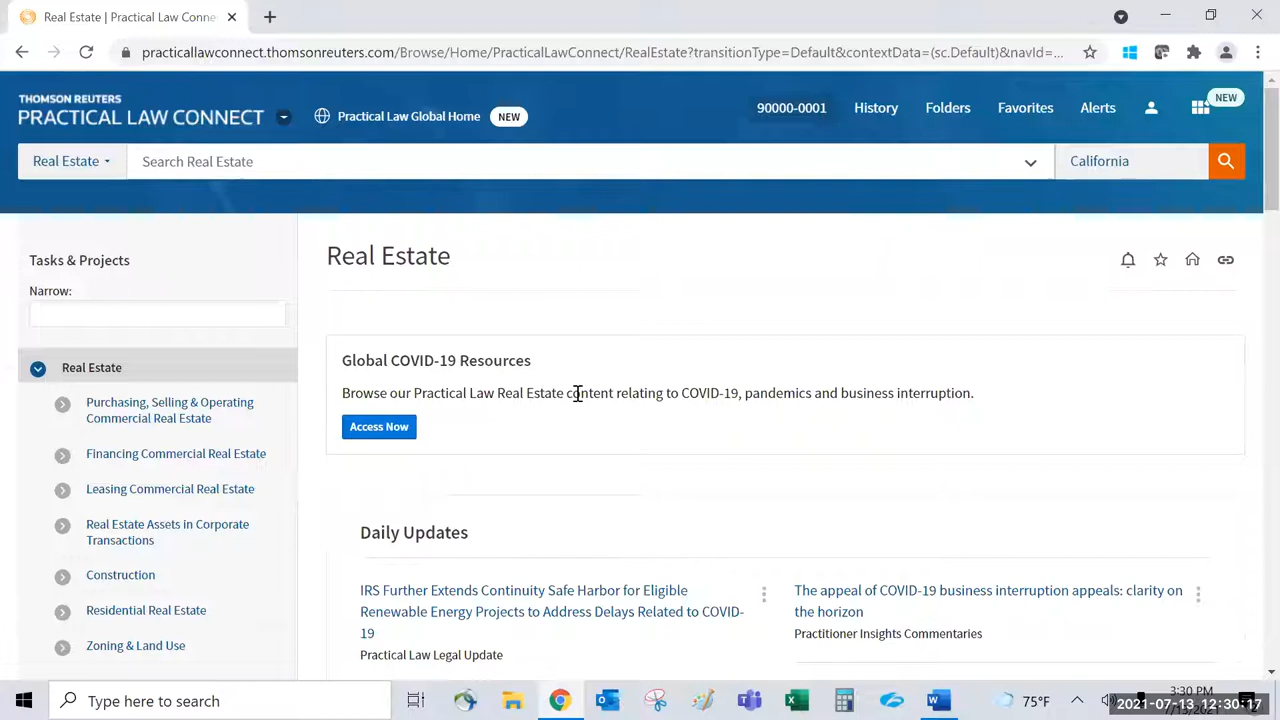 Real Estate | Practical Law Conne
practicallawconnect.thomsonreuters.com/Browse/Home/PracticalLawConnect/RealEstate?transitionType=Default&contextData=(sc.Default)&navId=...
THOMSON REUTERS
PRACTICAL LAW CONNECT
Practical Law Global Home NEW
90000-0001 History Folders Favorites Alerts NEW
Real Estate Search Real Estate California
Tasks & Projects
Narrow:
Real Estate
Purchasing, Selling & Operating
Commercial Real Estate
Financing Commercial Real Estate
Leasing Commercial Real Estate
Real Estate Assets in Corporate
Transactions
Construction
Residential Real Estate
Zoning & Land Use
Real Estate
Global COVID-19 Resources
Browse our Practical Law Real Estate content relating to COVID-19, pandemics and business interruption.
Access Now
Daily Updates
IRS Further Extends Continuity Safe Harbor for Eligible
Renewable Energy Projects to Address Delays Related to COVID-
19
Practical Law Legal Update
The appeal of COVID-19 business interruption appeals: clarity on
the horizon
Practitioner Insights Commentaries
Type here to search
75°F
3:30 PM
2021-07-13 12:30:17